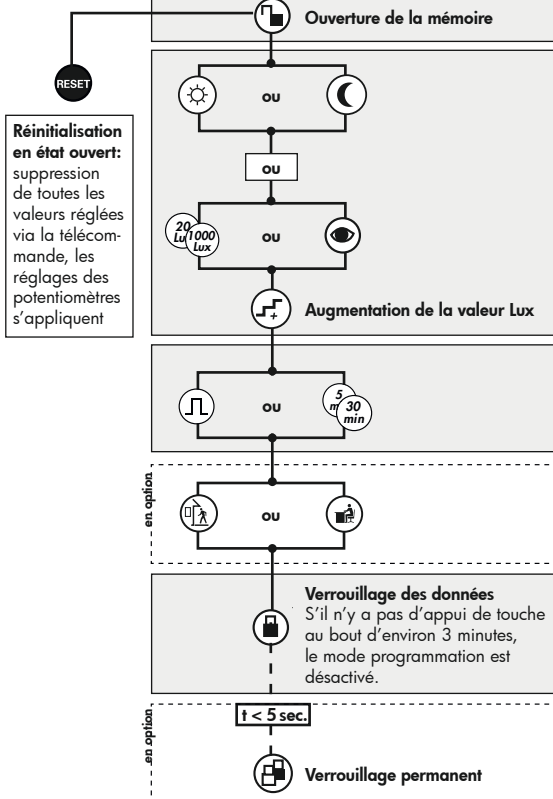 Ouverture de la mémoire
RESET
Réinitialisation
en état ouvert:
suppression
de toutes les
valeurs réglées
via la télécom-
mande, les
réglages des
potentiomètres
s'appliquent
ou
ou
20
Lu
1000
Lux
ou
Augmentation de la valeur Lux
+
ou
5
m
30
min
en option
ou
Verrouillage des données
S'il n'y a pas d'appui de touche
au bout d'environ 3 minutes,
le mode programmation est
désactivé.
en option
t < 5 sec.
Verrouillage permanent